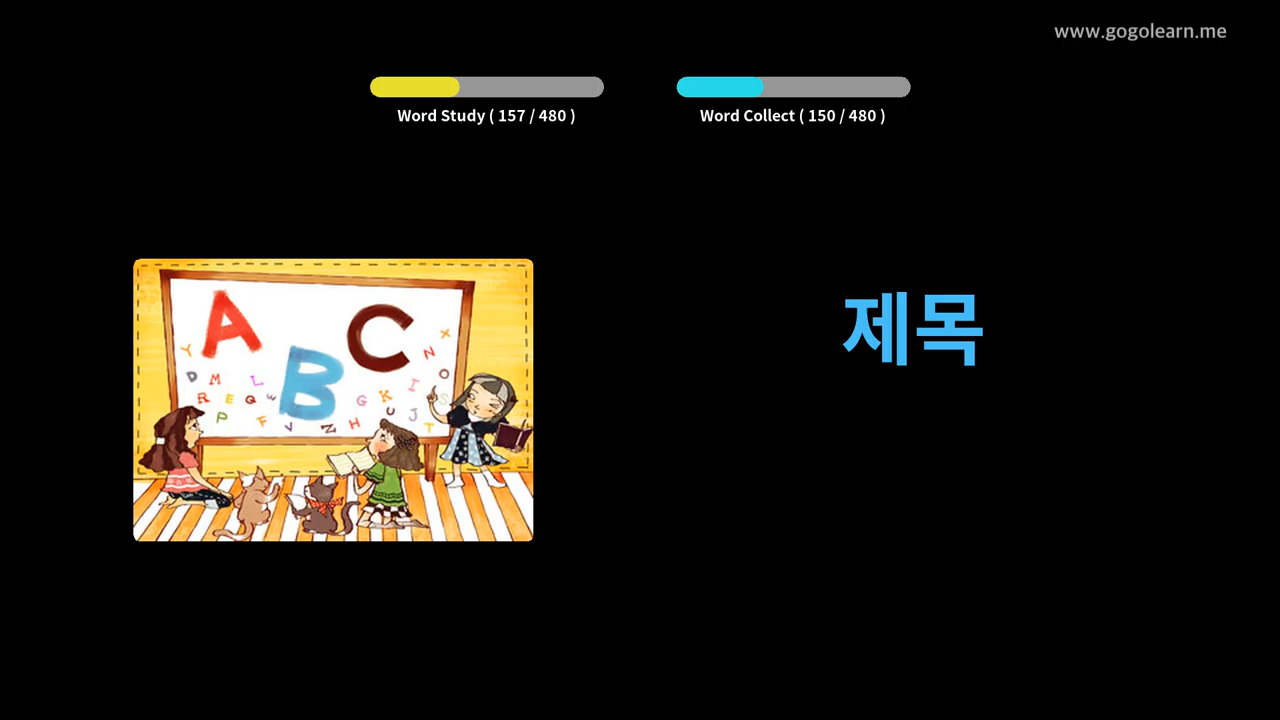 www.gogolearn.me
Word Study ( 157 / 480 )
Word Collect ( 150 / 480 )
제목
A
C
B
X
Y
N
D M L O
R E Q W G K I S
P F V Z H U J T